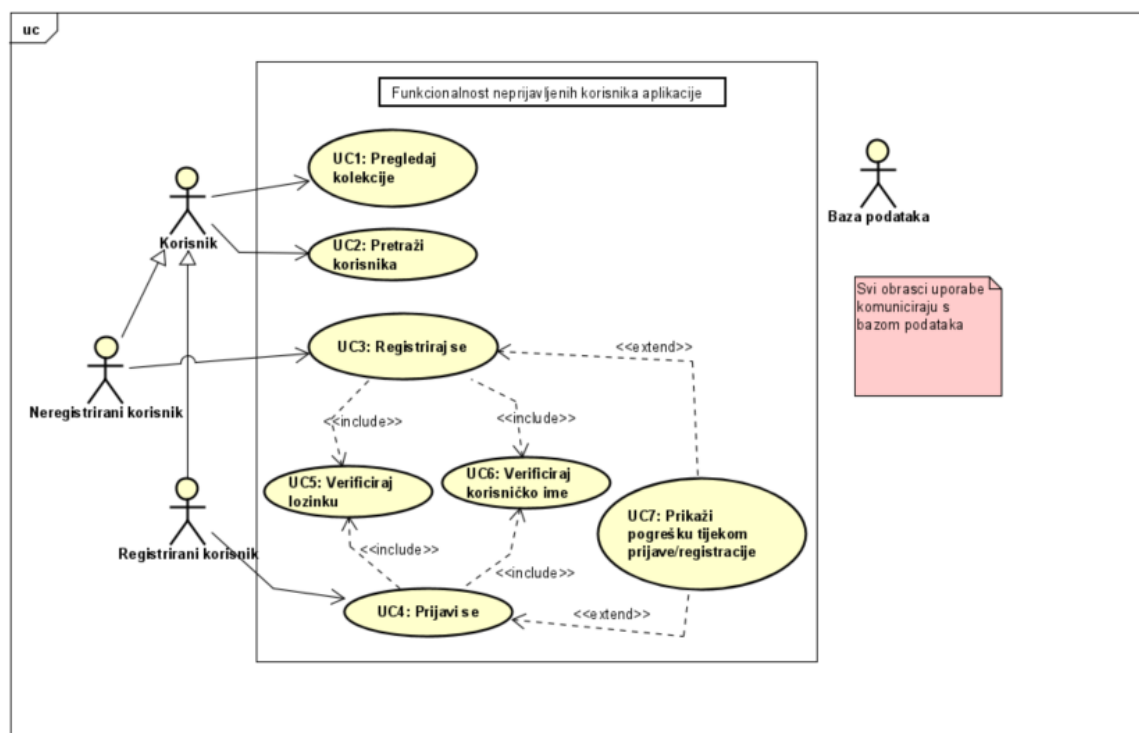 uc
Funkcionalnost neprijavljenih korisnika aplikacije
UC1: Pregledaj
kolekcije
Korisnik
UC2: Pretraži
korisnika
Baza podataka
Svi obrasci uporabe
komuniciraju s
bazom podataka
UC3: Registriraj se
<<extend>>
Neregistrirani korisnik
<<include>>
<<include>>
UC5: Verificiraj
lozinku
UC6: Verificiraj
korisničko ime
UC7: Prikaži
pogrešku tijekom
prijave/registracije
Registrirani korisnik
<<include>>
<<include>>
UC4: Prijavi se
<<extend>>